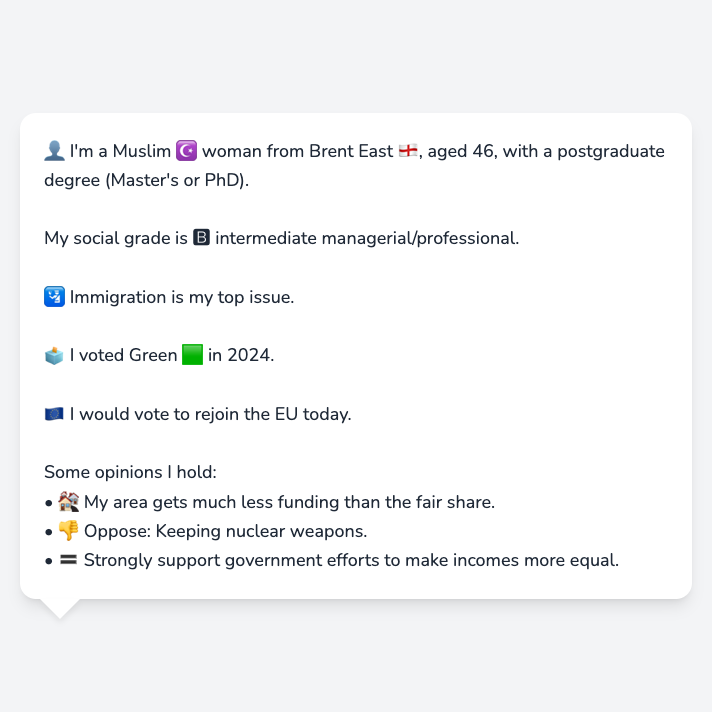 👤 I'm a Muslim ☪️ woman from Brent East 🏴󠁧󠁢󠁥󠁮󠁧󠁿, aged 46, with a postgraduate
degree (Master's or PhD).
My social grade is 🅱 intermediate managerial/professional.
🛂 Immigration is my top issue.
🗳️ I voted Green 🟩 in 2024.
🇪🇺 I would vote to rejoin the EU today.
Some opinions I hold:
• 🏘️ My area gets much less funding than the fair share.
• 👎 Oppose: Keeping nuclear weapons.
• 🟰 Strongly support government efforts to make incomes more equal.